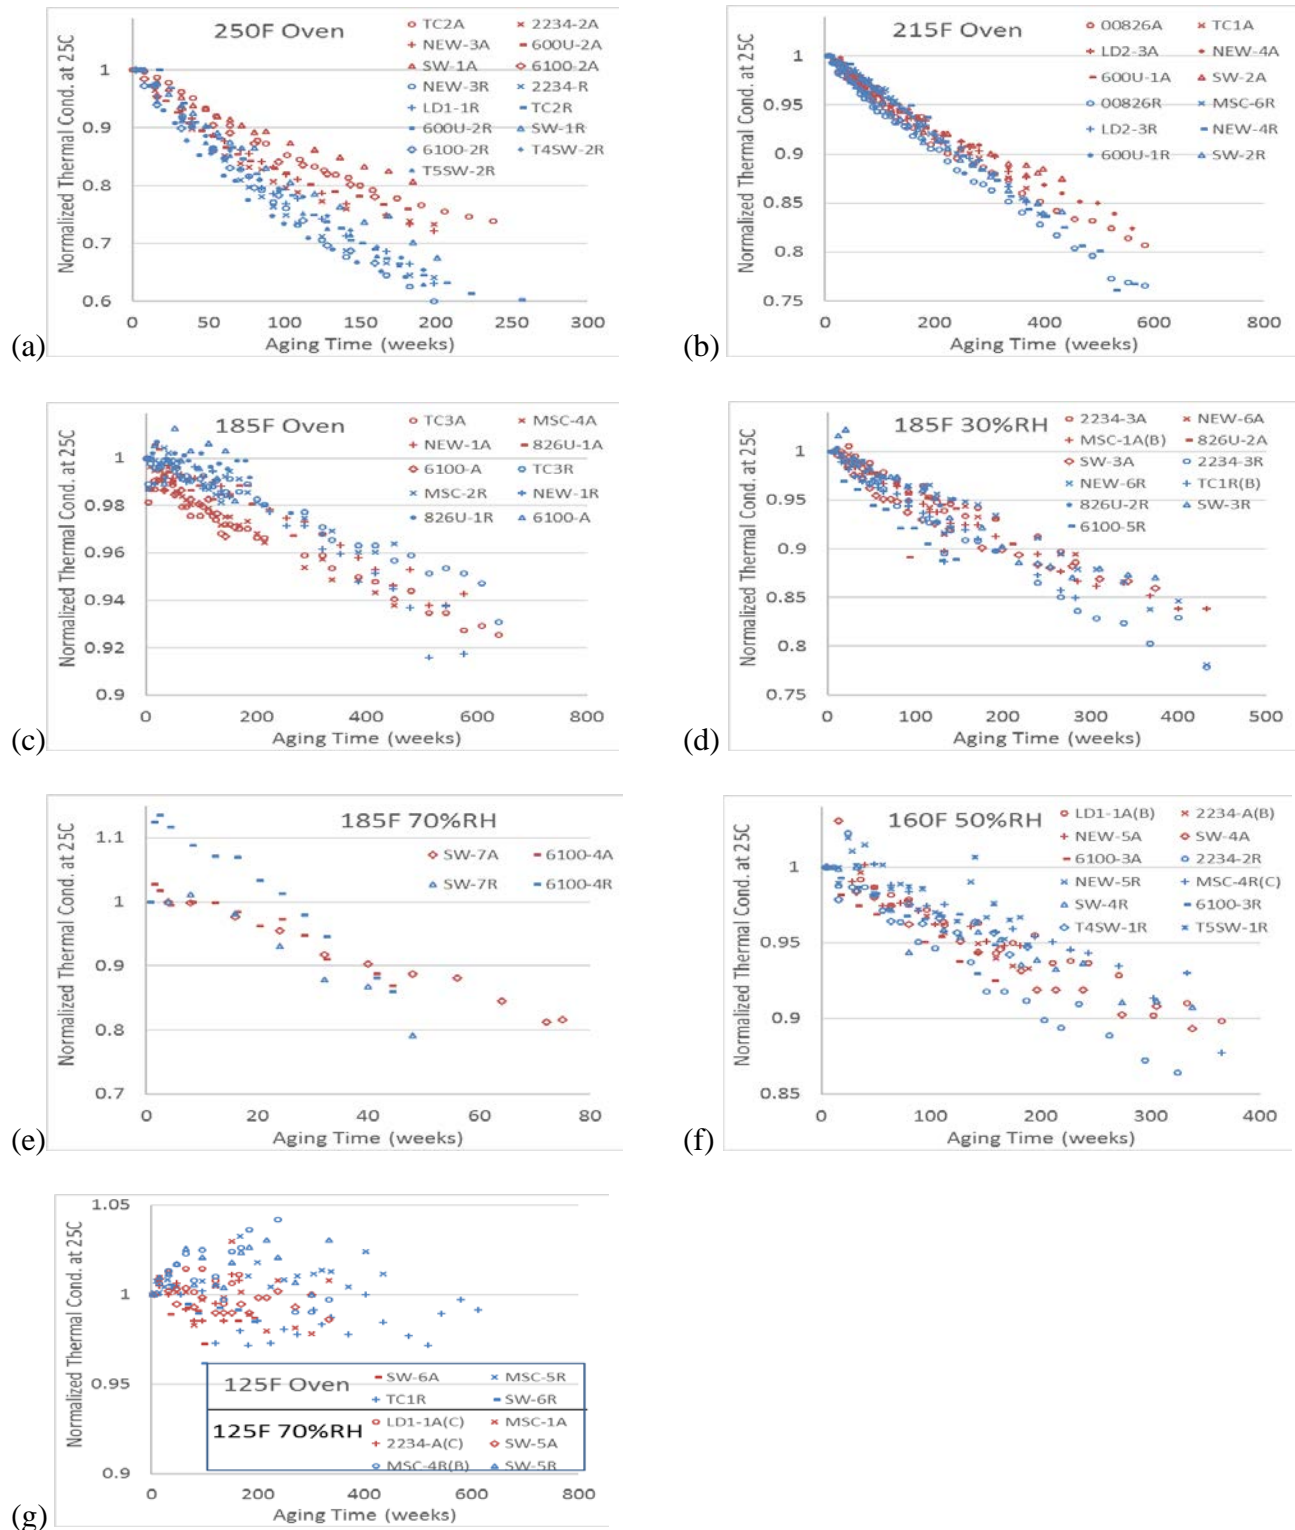 250F Oven
TC2A 2234-2A
NEW-3A 600U-2A
SW-1A 6100-2A
NEW-3R 2234-R
LD1-1R TC2R
600U-2R SW-1R
6100-2R T4SW-2R
T5SW-2R
Normalized Thermal Cond. at 25C
1
0.9
0.8
0.7
0.6
0 50 100 150 200 250 300
Aging Time (weeks)
(a)
215F Oven
00826A TC1A
LD2-3A NEW-4A
600U-1A SW-2A
00826R MSC-6R
LD2-3R NEW-4R
600U-1R SW-2R
Normalized Thermal Cond. at 25C
1
0.95
0.9
0.85
0.8
0.75
0 200 400 600 800
Aging Time (weeks)
(b)
185F Oven
TC3A MSC-4A
NEW-1A 826U-1A
6100-A TC3R
MSC-2R NEW-1R
826U-1R 6100-A
Normalized Thermal Cond. at 25C
1
0.98
0.96
0.94
0.92
0.9
0 200 400 600 800
Aging Time (weeks)
(c)
185F 30%RH
2234-3A NEW-6A
MSC-1A(B) 826U-2A
SW-3A 2234-3R
NEW-6R TC1R(B)
826U-2R SW-3R
6100-5R
Normalized Thermal Cond. at 25C
1
0.95
0.9
0.85
0.8
0.75
0 100 200 300 400 500
Aging Time (weeks)
(d)
185F 70%RH
SW-7A 6100-4A
SW-7R 6100-4R
Normalized Thermal Cond. at 25C
1.1
1
0.9
0.8
0.7
0 20 40 60 80
Aging Time (weeks)
(e)
160F 50%RH
LD1-1A(B) 2234-A(B)
NEW-5A SW-4A
6100-3A 2234-2R
NEW-5R MSC-4R(C)
SW-4R 6100-3R
T4SW-1R T5SW-1R
Normalized Thermal Cond. at 25C
1
0.95
0.9
0.85
0 100 200 300 400
Aging Time (weeks)
(f)
Normalized Thermal Cond. at 25C
1.05
1
0.95
0.9
125F Oven
SW-6A MSC-5R
TC1R SW-6R
125F 70%RH
LD1-1A(C) MSC-1A
2234-A(C) SW-5A
MSC-4R(B) SW-5R
0 200 400 600 800
Aging Time (weeks)
(g)